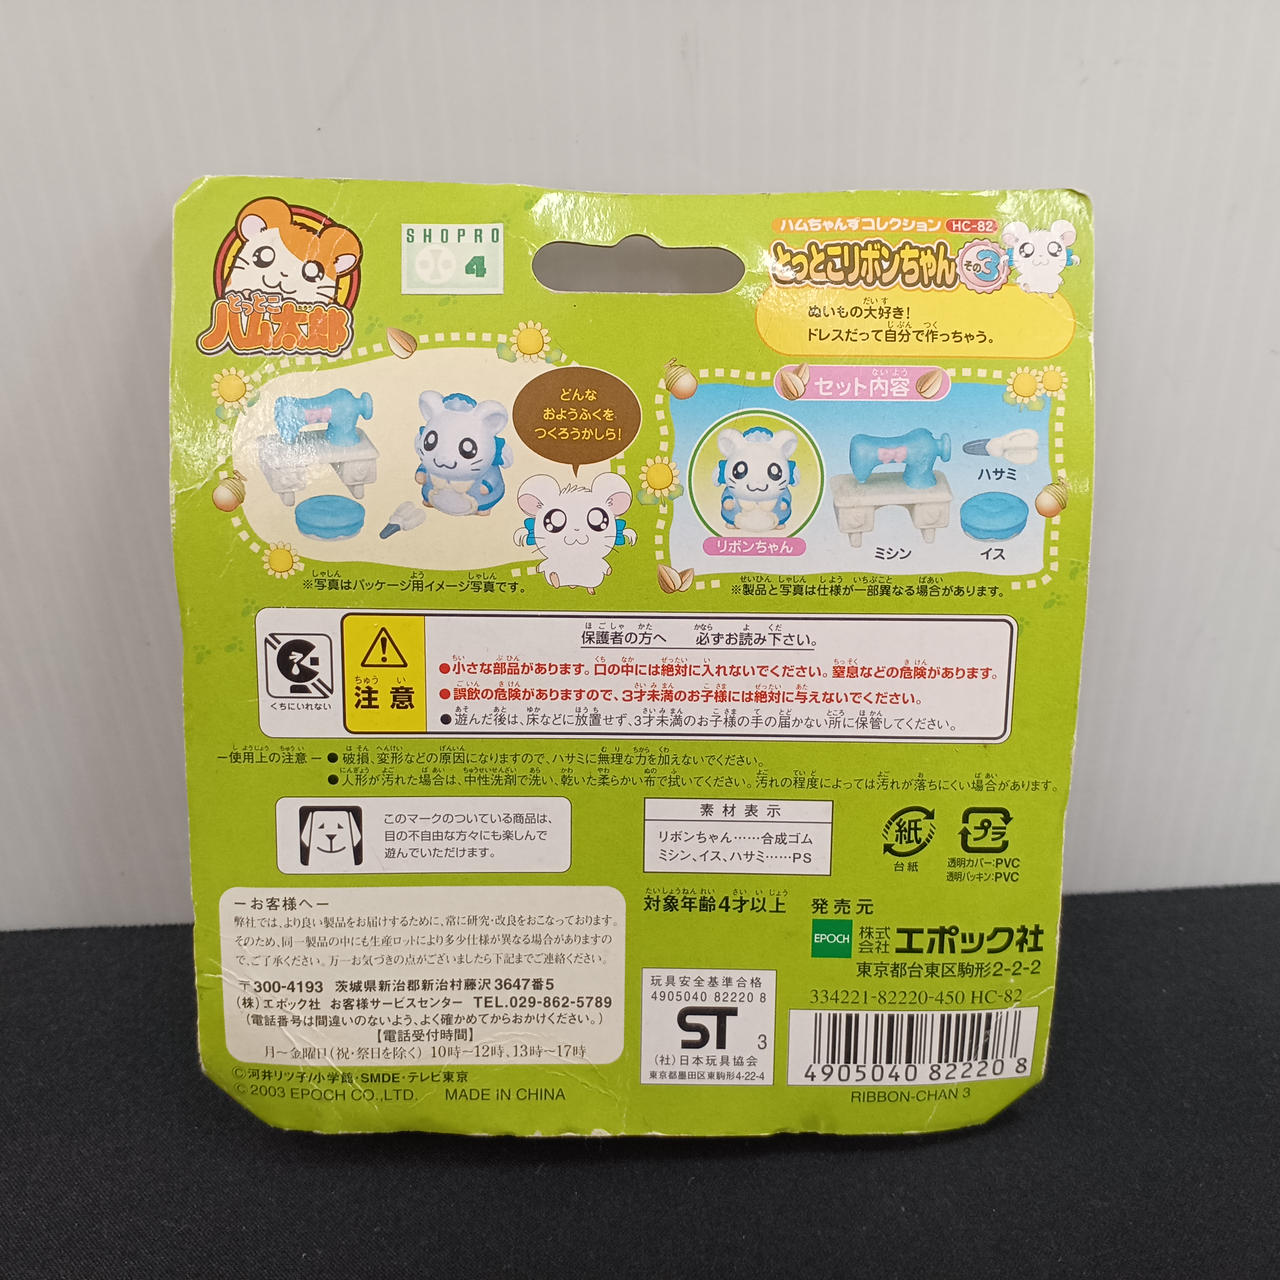 とっとこ
ハム太郎
SHOPRO
4
ハムちゃんずコレクション HC-82
とっとこリボンちゃん その3
ぬいもの大好き!
ドレスだって自分で作っちゃう。
どんな
おようふくを
つくろうかしら!
※写真はパッケージ用イメージ写真です。
セット内容
リボンちゃん
ミシン
ハサミ
イス
※製品と写真は仕様が一部異なる場合があります。
くちにいれない
注意
保護者の方へ 必ずお読み下さい。
●小さな部品があります。口の中には絶対に入れないでください。窒息などの危険があります。
●誤飲の危険がありますので、3才未満のお子様には絶対に与えないでください。
●遊んだ後は、床などに放置せず、3才未満のお子様の手の届かない所に保管してください。
ー使用上の注意ー ●破損、変形などの原因になりますので、ハサミに無理な力を加えないでください。
●人形が汚れた場合は、中性洗剤で洗い、乾いた柔らかい布で拭いてください。汚れの程度によっては汚れが落ちにくい場合があります。
このマークのついている商品は、
目の不自由な方々にも楽しんで
遊んでいただけます。
素材表示
リボンちゃん……合成ゴム
ミシン、イス、ハサミ……PS
紙
台紙
プラ
透明カバー:PVC
透明パッキン:PVC
ーお客様へー
弊社では、より良い製品をお届けするために、常に研究・改良をおこなっております。
そのため、同一製品の中にも生産ロットにより多少仕様が異なる場合がありますの
で、ご了承ください。万一お気づきの点がございましたら下記までご連絡ください。
〒300-4193 茨城県新治郡新治村藤沢3647番5
(株)エポック社 お客様サービスセンター TEL.029-862-5789
(電話番号は間違いのないよう、よく確かめてからおかけください。)
【電話受付時間】
月〜金曜日(祝・祭日を除く) 10時〜12時、13時〜17時
©河井リツ子/小学館・SMDE・テレビ東京
© 2003 EPOCH CO.,LTD. MADE IN CHINA
対象年齢4才以上
玩具安全基準合格
4905040 82220 8
ST 3
(社)日本玩具協会
東京都墨田区東駒形4-22-4
発売元
EPOCH 株式会社 エポック社
東京都台東区駒形2-2-2
334221-82220-450 HC-82
4905040 82220 8
RIBBON-CHAN 3